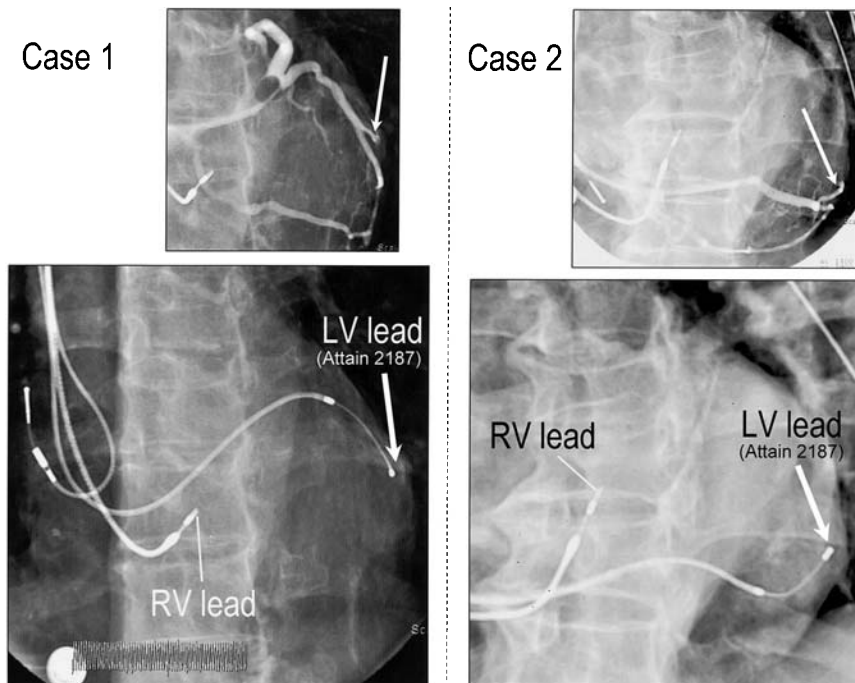 Case 1
Case 2
LV lead
(Attain 2187)
RV lead
RV lead
LV lead
(Attain 2187)